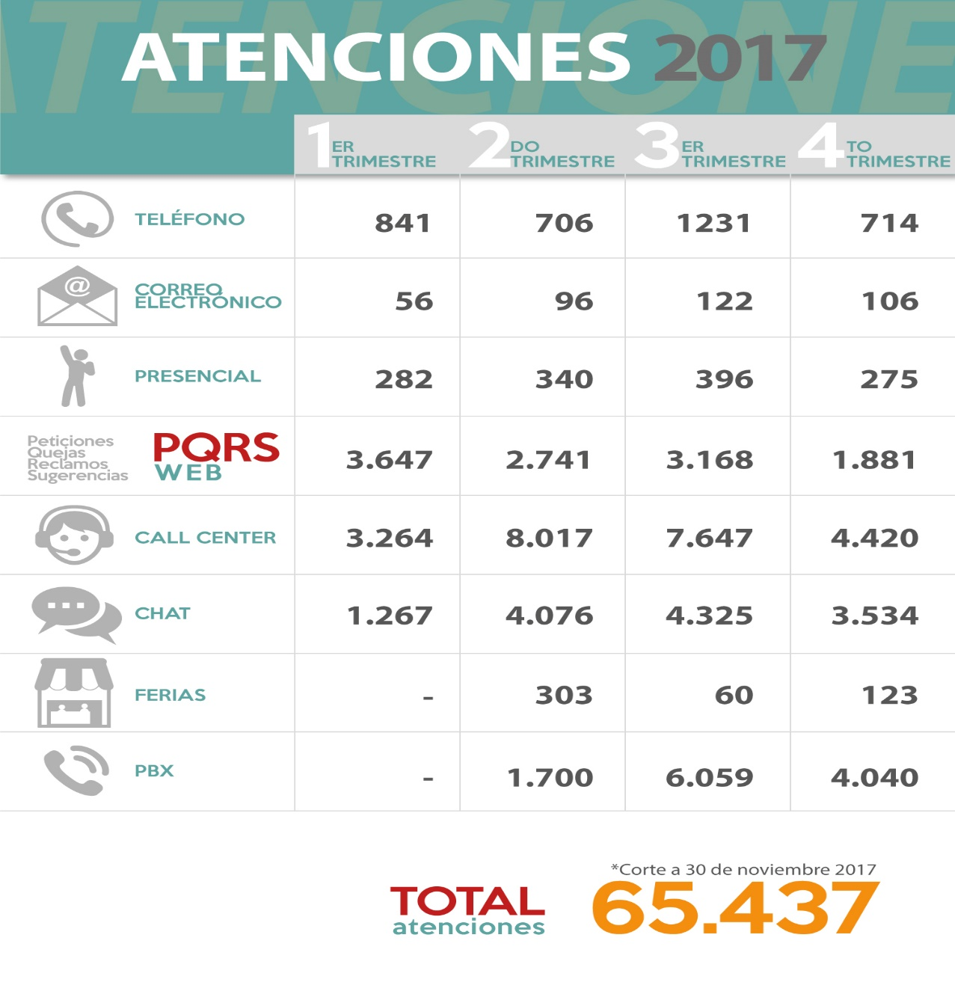 ATENCIONE
ATENCIONES 2017
1ER TRIMESTRE
2DO TRIMESTRE
3ER TRIMESTRE
4TO TRIMESTRE
TELÉFONO 841 706 1231 714
@
CORREO
ELECTRÓNICO 56 96 122 106
PRESENCIAL 282 340 396 275
Peticiones
Quejas
Reclamos
Sugerencias
PQRS
WEB
3.647 2.741 3.168 1.881
CALL CENTER 3.264 8.017 7.647 4.420
CHAT 1.267 4.076 4.325 3.534
FERIAS - 303 60 123
PBX - 1.700 6.059 4.040
*Corte a 30 de noviembre 2017
TOTAL
atenciones
65.437